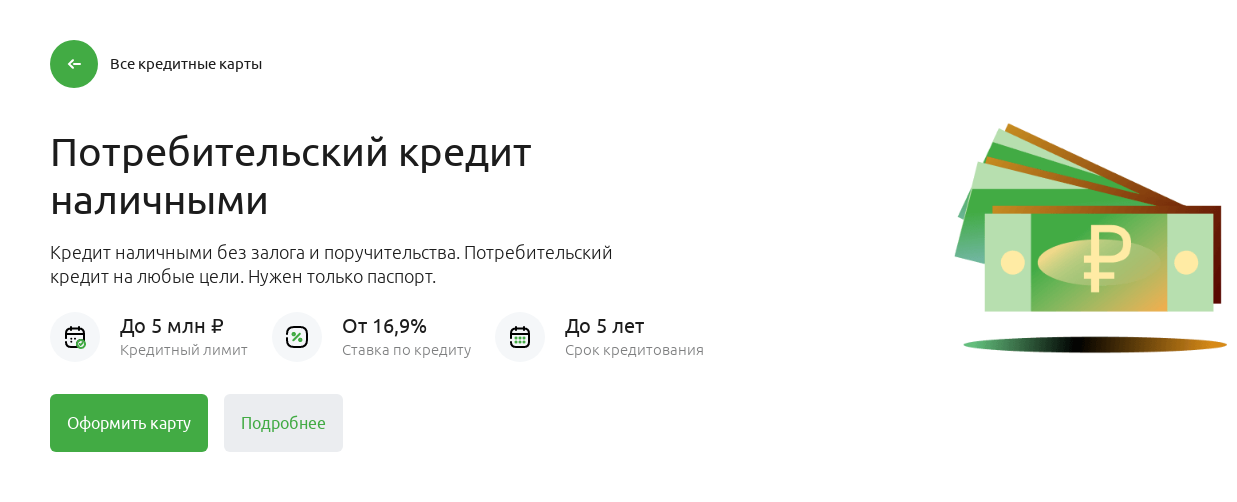 Все кредитные карты
Потребительский кредит
наличными
Кредит наличными без залога и поручительства. Потребительский
кредит на любые цели. Нужен только паспорт.
До 5 млн ₽
Кредитный лимит
От 16,9%
Ставка по кредиту
До 5 лет
Срок кредитования
Оформить карту
Подробнее
₽